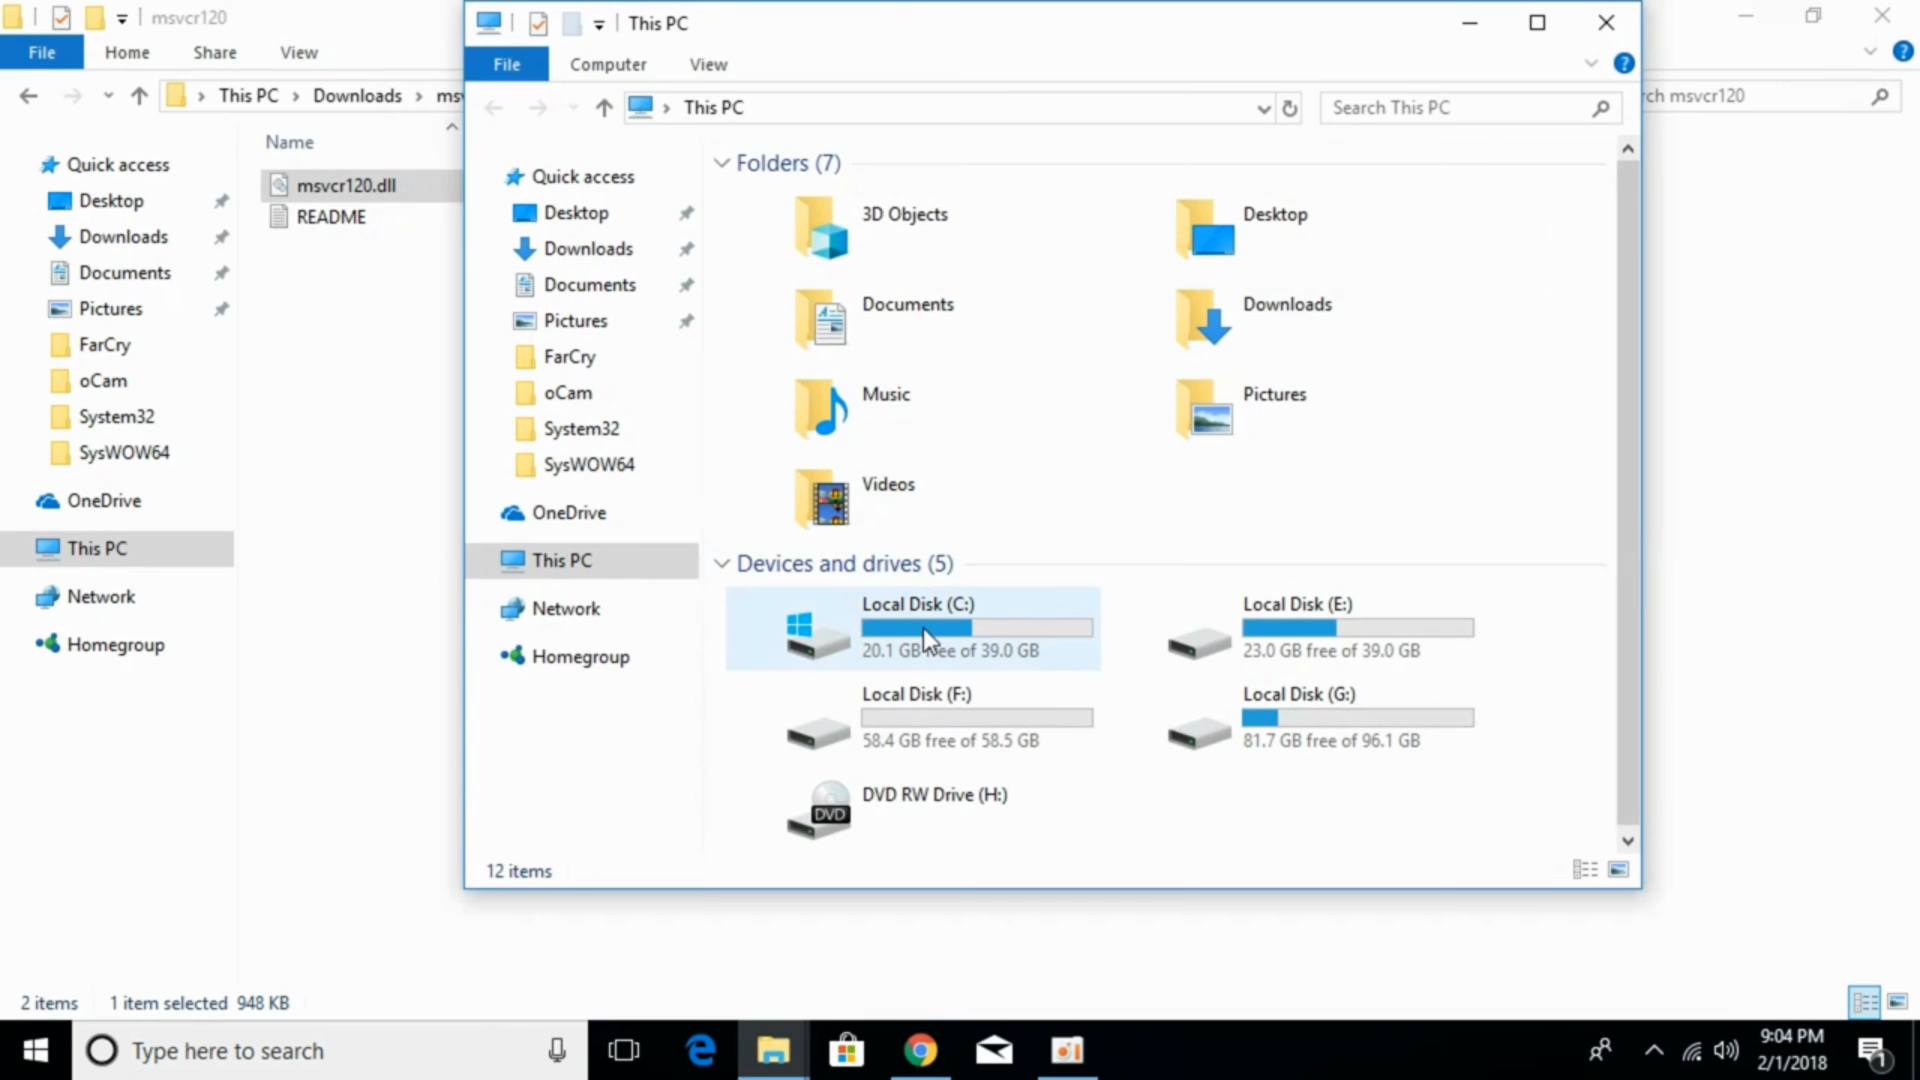 msvcr120
File
Home
Share
View
This PC
Downloads
msv
Name
msvcr120.dll
README
Quick access
Desktop
Downloads
Documents
Pictures
FarCry
oCam
System32
SysWOW64
OneDrive
This PC
Network
Homegroup
2 items
1 item selected 948 KB
This PC
File
Computer
View
This PC
Search This PC
rch msvcr120
Quick access
Desktop
Downloads
Documents
Pictures
FarCry
oCam
System32
SysWOW64
OneDrive
This PC
Network
Homegroup
Folders (7)
3D Objects
Desktop
Documents
Downloads
Music
Pictures
Videos
Devices and drives (5)
Local Disk (C:)
20.1 GB free of 39.0 GB
Local Disk (E:)
23.0 GB free of 39.0 GB
Local Disk (F:)
58.4 GB free of 58.5 GB
Local Disk (G:)
81.7 GB free of 96.1 GB
DVD
DVD RW Drive (H:)
12 items
Type here to search
9:04 PM
2/1/2018
1